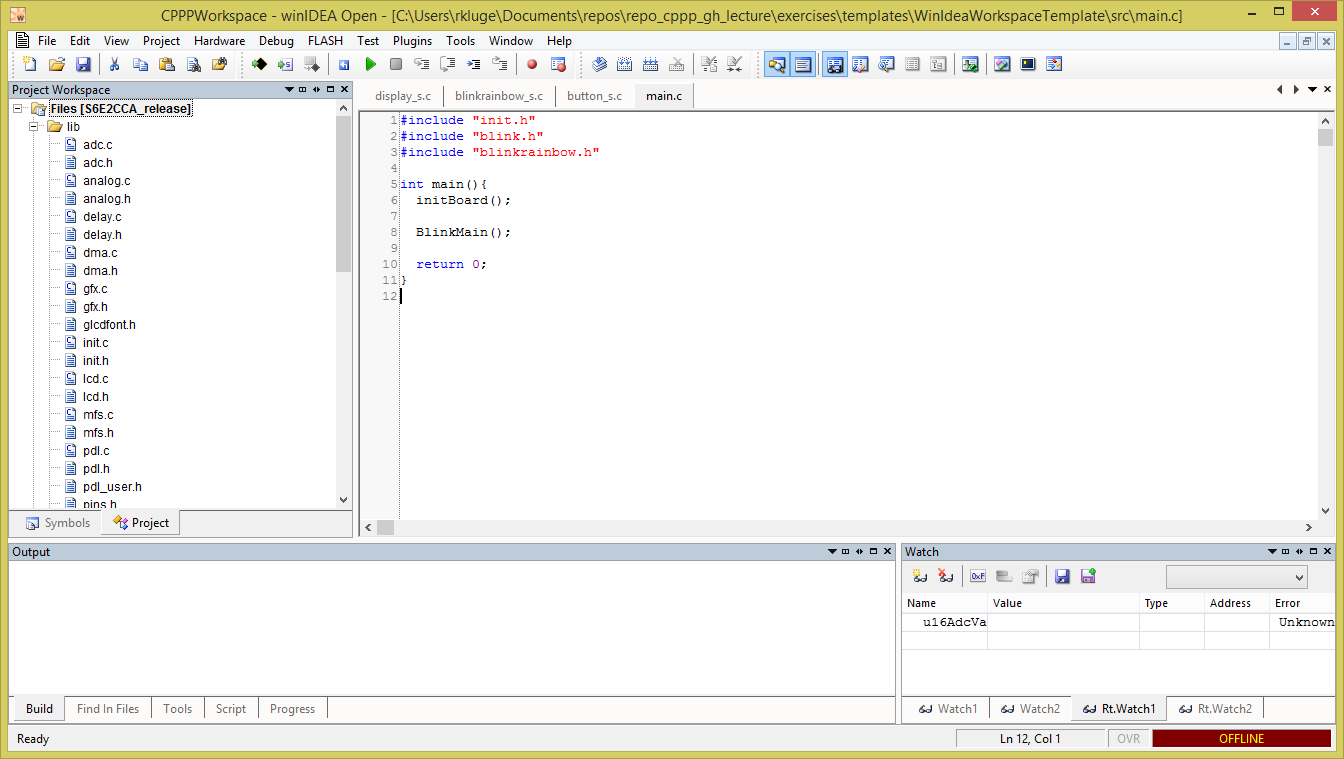 CPPPWorkspace - winIDEA Open - [C:\Users\rkluge\Documents\repos\repo_cppp_gh_lecture\exercises\templates\WinIdeaWorkspaceTemplate\src\main.c]
File Edit View Project Hardware Debug FLASH Test Plugins Tools Window Help
Project Workspace
Files [S6E2CCA_release]
lib
adc.c
adc.h
analog.c
analog.h
delay.c
delay.h
dma.c
dma.h
gfx.c
gfx.h
glcdfont.h
init.c
init.h
lcd.c
lcd.h
mfs.c
mfs.h
pdl.c
pdl.h
pdl_user.h
pins.h
Symbols Project
display_s.c blinkrainbow_s.c button_s.c main.c
1 #include "init.h"
2 #include "blink.h"
3 #include "blinkrainbow.h"
4
5 int main(){
6 initBoard();
7
8 BlinkMain();
9
10 return 0;
11 }
12
Output
Build Find In Files Tools Script Progress
Watch
0xF
Name Value Type Address Error
u16AdcVa Unknown
Watch1 Watch2 Rt.Watch1 Rt.Watch2
Ready Ln 12, Col 1 OVR OFFLINE